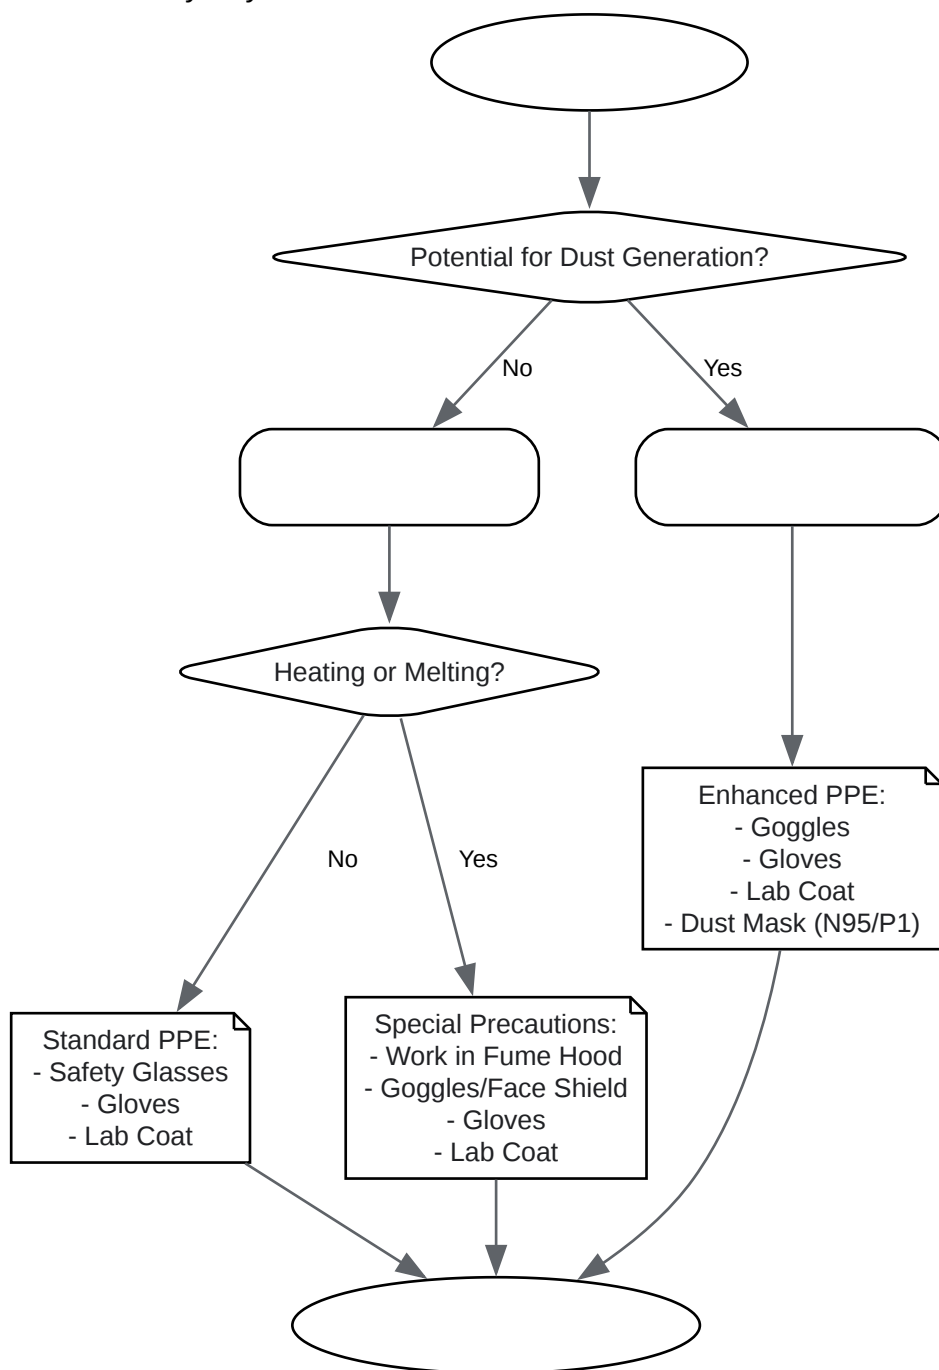 Potential for Dust Generation?
No
Yes
Heating or Melting?
Enhanced PPE:
- Goggles
- Gloves
- Lab Coat
- Dust Mask (N95/P1)
No
Yes
Standard PPE:
- Safety Glasses
- Gloves
- Lab Coat
Special Precautions:
- Work in Fume Hood
- Goggles/Face Shield
- Gloves
- Lab Coat